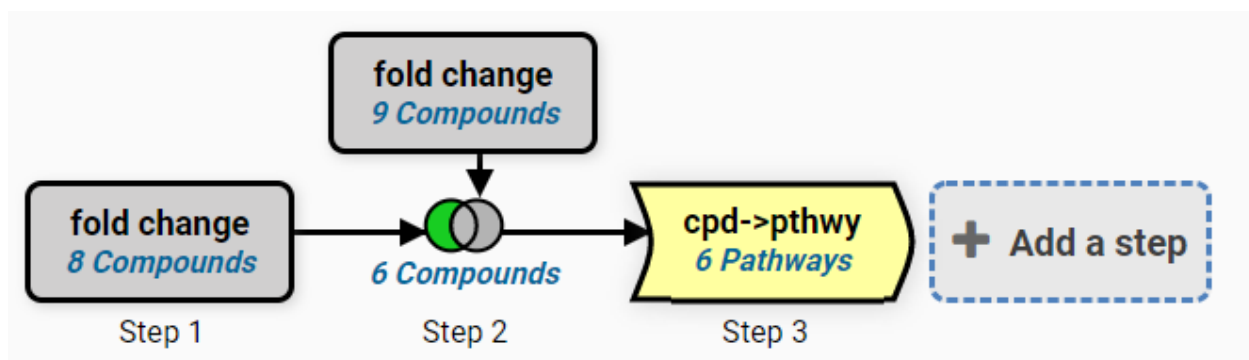 fold change
9 Compounds
fold change
8 Compounds
6 Compounds
cpd->pthwy
6 Pathways
+ Add a step
Step 1
Step 2
Step 3